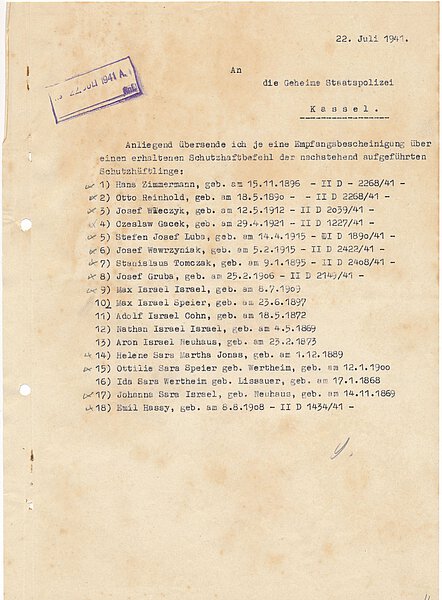 22. Juli 1941.
22. JULI 1941 A.
An
die Geheime Staatspolizei
Kassel.
Anliegend übersende ich je eine Empfangsbescheinigung über
einen erhaltenen Schutzhaftbefehl der nachstehend aufgeführten
Schutzhäftlinge:
1) Hans Zimmermann, geb. am 15.11.1896 - II D - 2268/41 -
2) Otto Reinhold, geb. am 18.5.1890 - II D - 2268/41 -
3) Josef Wieczyk, geb. am 12.5.1912 - II D 2039/41 -
4) Czeslaw Gacek, geb. am 29.4.1921 - II D 1227/41 -
5) Stefen Josef Luba, geb. am 14.4.1915 - II D 1890/41 -
6) Josef Wawrzyniak, geb. am 5.2.1915 - II D 2422/41 -
7) Stanislaus Tomczak, geb. am 9.1.1895 - II D 2408/41 -
8) Josef Gruba, geb. am 25.2.1906 - II D 2149/41 -
9) Max Israel Israel, geb. am 8.7.1909
10) Max Israel Speier, geb. am 23.6.1897
11) Adolf Israel Cohn, geb. am 18.5.1872
12) Nathan Israel Israel, geb. am 4.5.1869
13) Aron Israel Neuhaus, geb. am 23.2.1873
14) Helene Sara Martha Jonas, geb. am 1.12.1889
15) Ottilie Sara Speier geb. Wertheim, geb. am 12.1.1900
16) Ida Sara Wertheim geb. Lissauer, geb. am 17.1.1868
17) Johanna Sara Israel, geb. Neuhaus, geb. am 14.11.1869
18) Emil Hassy, geb. am 8.8.1908 - II D 1434/41 -